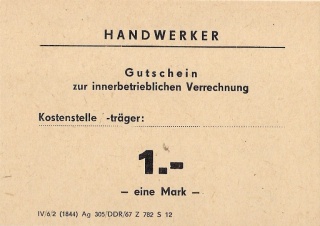 HANDWERKER
Gutschein
zur innerbetrieblichen Verrechnung
Kostenstelle -träger:
1.-
— eine Mark —
IV/6/2 (1844) Ag 305/DDR/67 Z 782 S 12